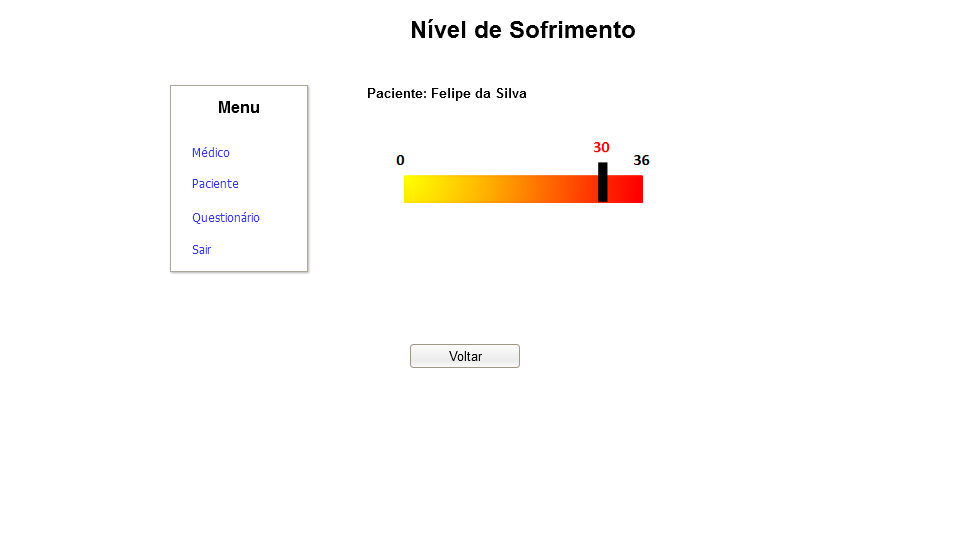 Nível de Sofrimento
Menu
Médico
Paciente
Questionário
Sair
Paciente: Felipe da Silva
30
0
36
Voltar